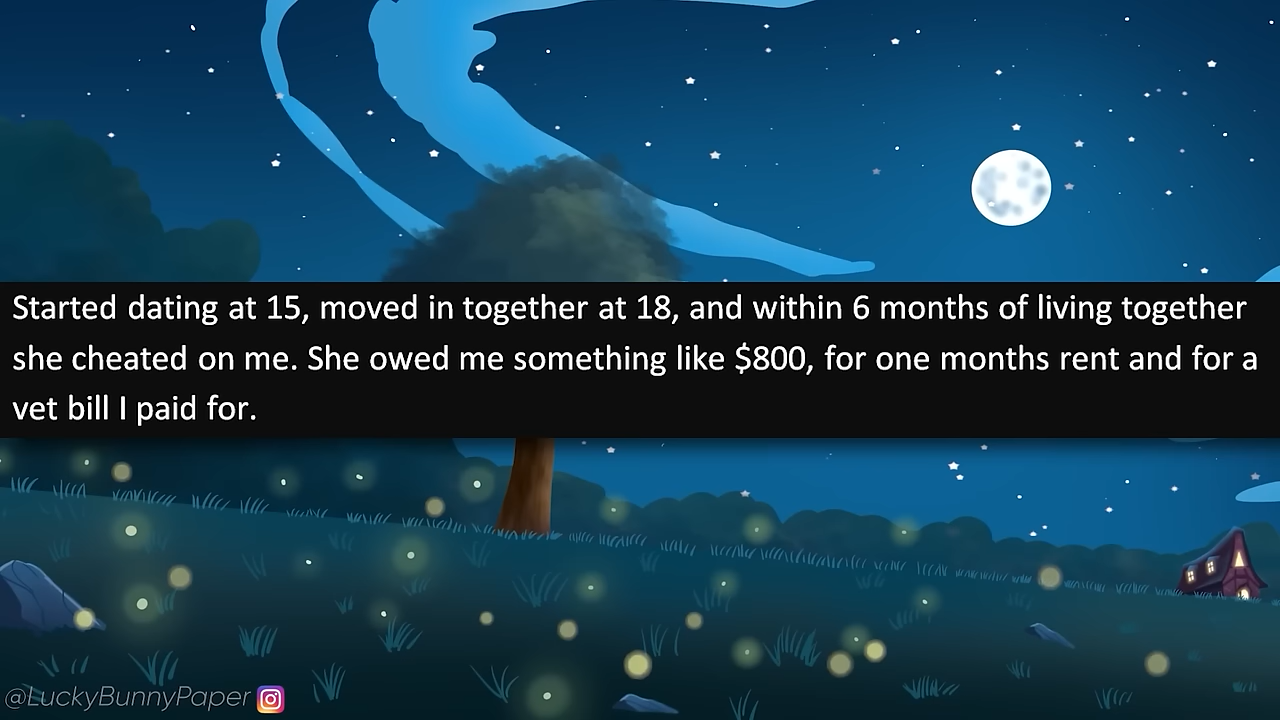 Started dating at 15, moved in together at 18, and within 6 months of living together
she cheated on me. She owed me something like $800, for one months rent and for a
vet bill I paid for.
@LuckyBunnyPaper